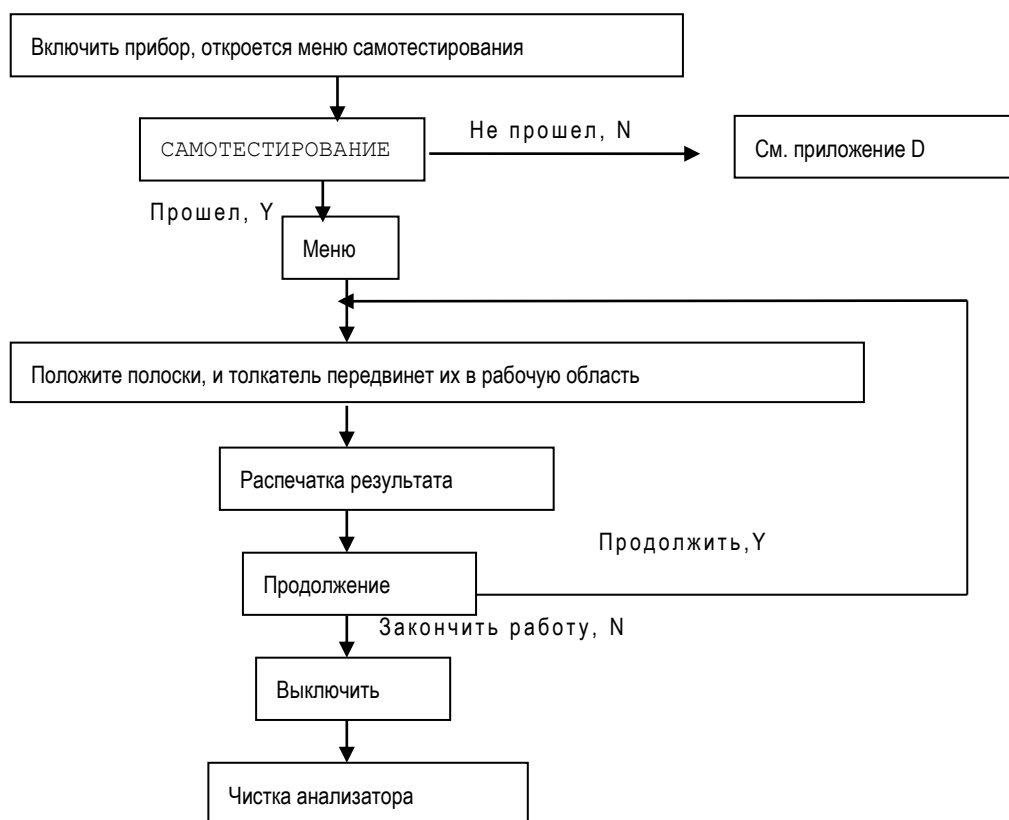 Включить прибор, откроется меню самотестирования
Не прошел, N
САМОТЕСТИРОВАНИЕ
См. приложение D
Прошел, Y
Меню
Положите полоски, и толкатель передвинет их в рабочую область
Распечатка результата
Продолжить,Y
Продолжение
Закончить работу, N
Выключить
Чистка анализатора